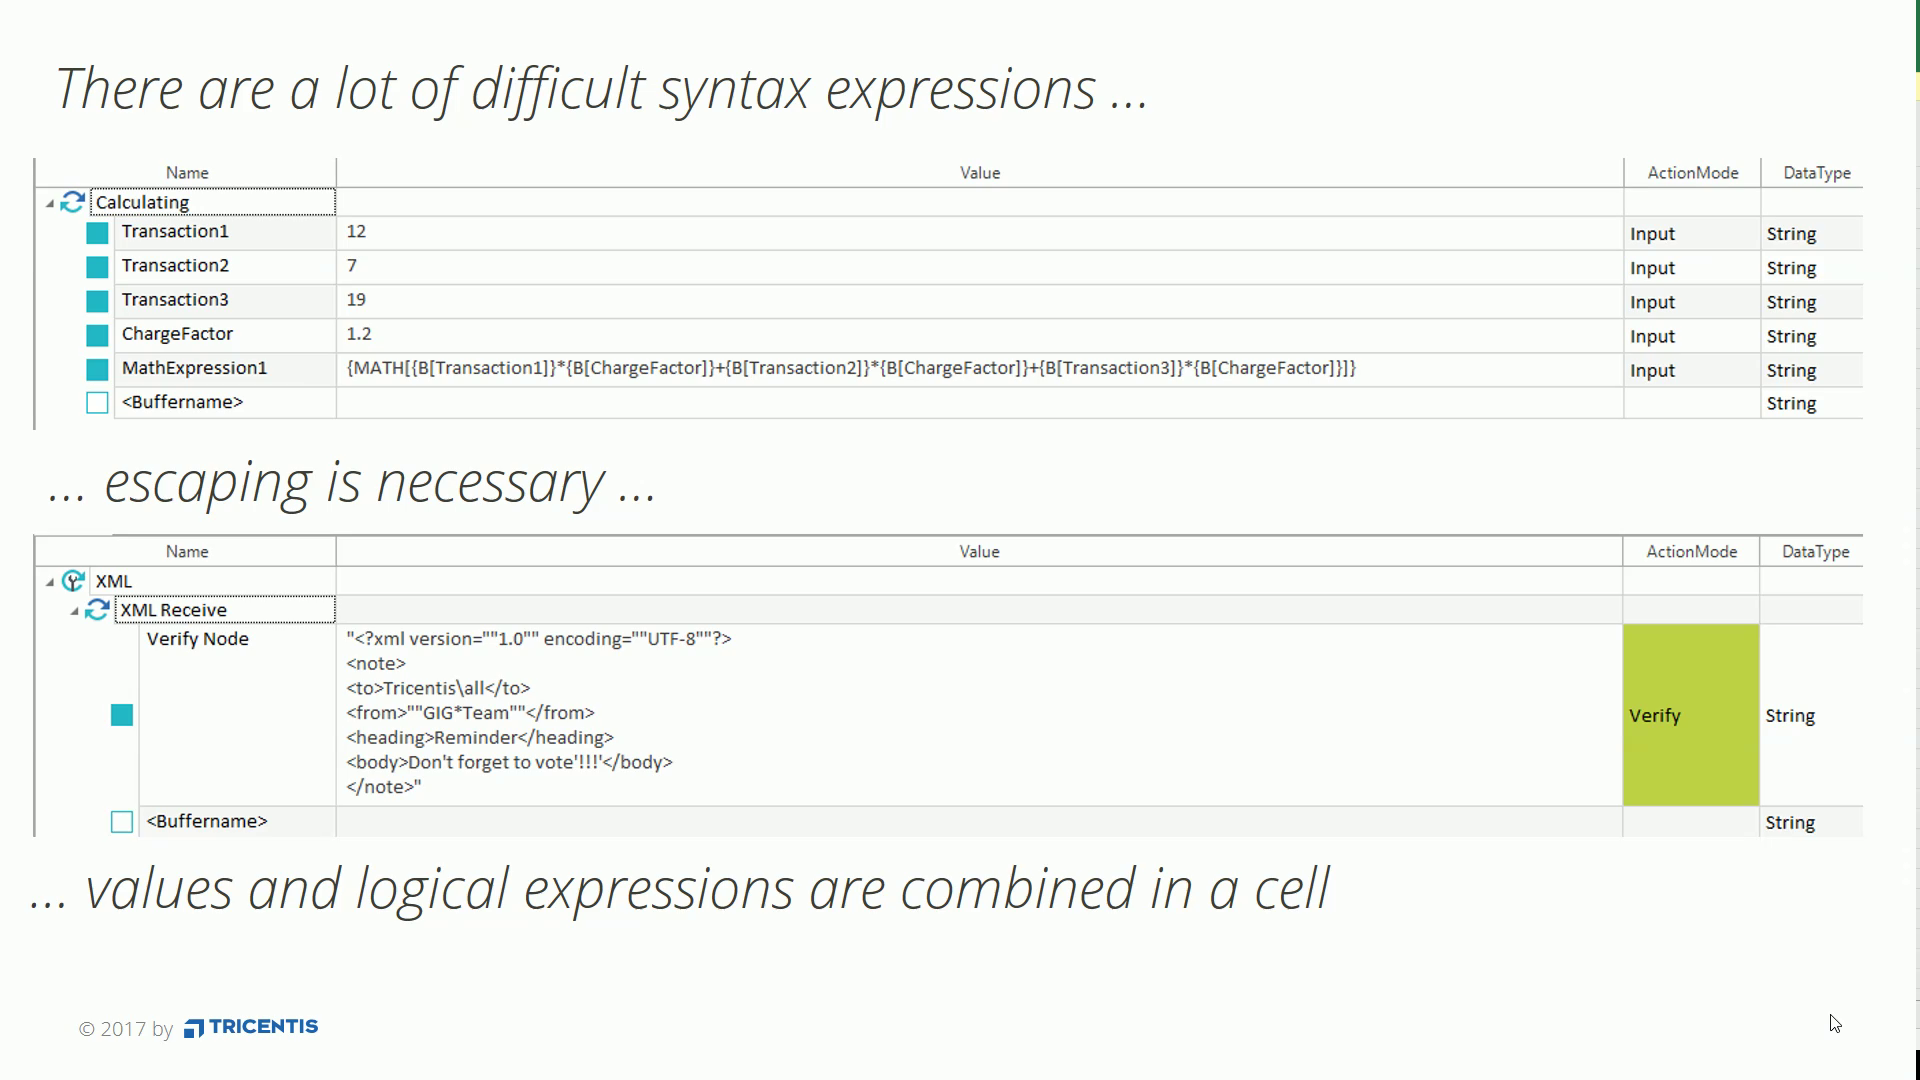 There are a lot of difficult syntax expressions ...
Name Value ActionMode DataType
Calculating
Transaction1 12 Input String
Transaction2 7 Input String
Transaction3 19 Input String
ChargeFactor 1.2 Input String
MathExpression1 {MATH[{B[Transaction1]}*{B[ChargeFactor]}+{B[Transaction2]}*{B[ChargeFactor]}+{B[Transaction3]}*{B[ChargeFactor]}]}  Input String
<Buffername> String
... escaping is necessary ...
Name Value ActionMode DataType
XML
XML Receive
Verify Node "<?xml version=""1.0"" encoding=""UTF-8""?>
<note>
<to>Tricentis\all</to>
<from>""GIG*Team""</from>
Verify String
<heading>Reminder</heading>
<body>Don't forget to vote'!!!'</body>
</note>"
<Buffername> String
... values and logical expressions are combined in a cell
© 2017 by TRICENTIS